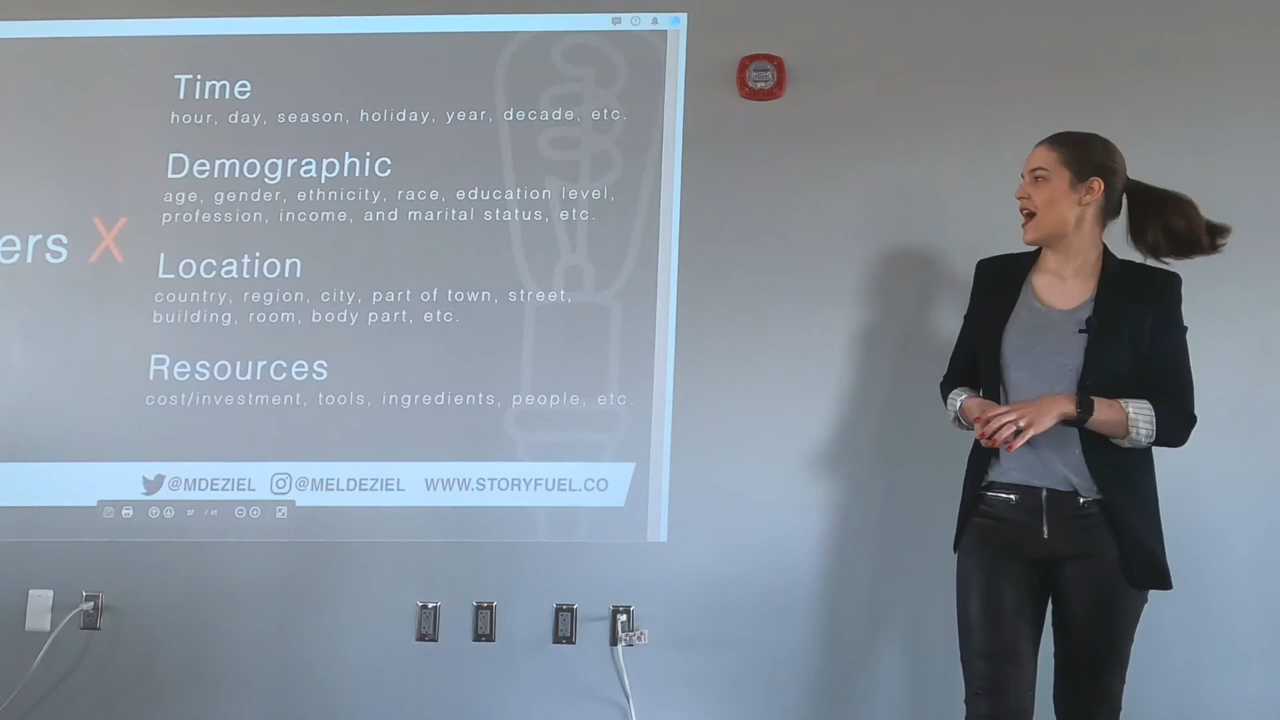 Time
hour, day, season, holiday, year, decade, etc.
Demographic
age, gender, ethnicity, race, education level,
profession, income, and marital status, etc.
ers X
Location
country, region, city, part of town, street,
building, room, body part, etc.
Resources
cost/investment, tools, ingredients, people, etc.
@MDEZIEL @MELDEZIEL WWW.STORYFUEL.CO
37 / 41